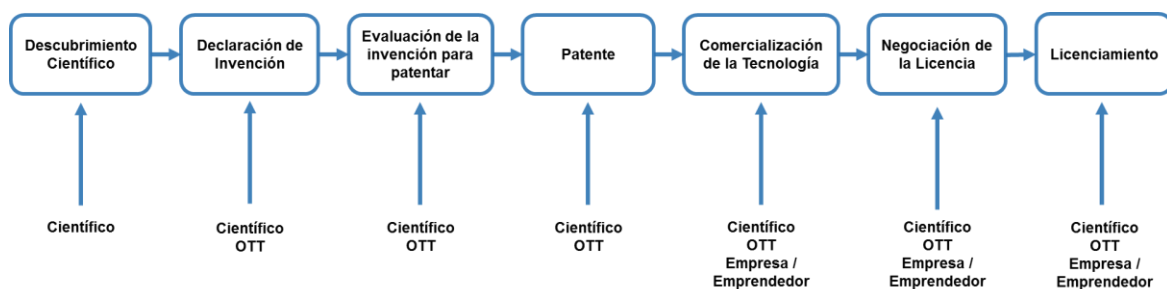 Descubrimiento
Científico
Declaración de
Invención
Evaluación de la
invención para
patentar
Patente
Comercialización
de la Tecnología
Negociación de
la Licencia
Licenciamiento
Científico
Científico
OTT
Científico
OTT
Científico
OTT
Científico
OTT
Empresa /
Emprendedor
Científico
OTT
Empresa /
Emprendedor
Científico
OTT
Empresa /
Emprendedor